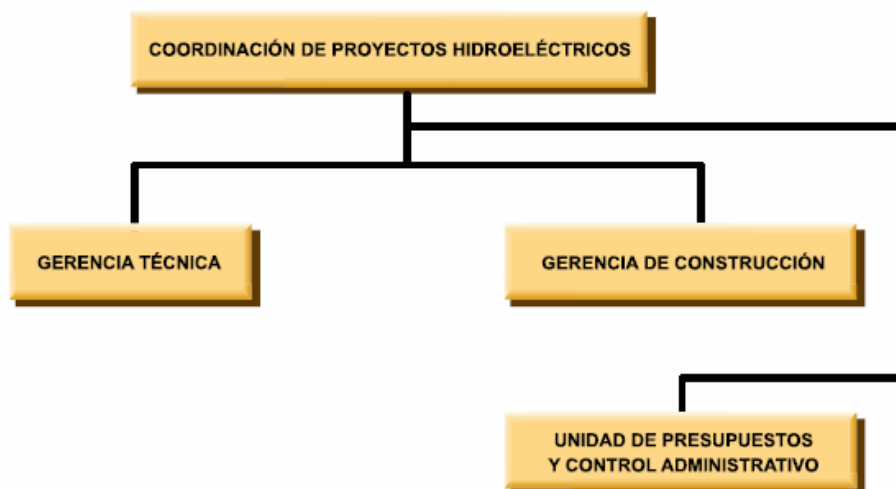 COORDINACIÓN DE PROYECTOS HIDROELÉCTRICOS
GERENCIA TÉCNICA
GERENCIA DE CONSTRUCCIÓN
UNIDAD DE PRESUPUESTOS
Y CONTROL ADMINISTRATIVO